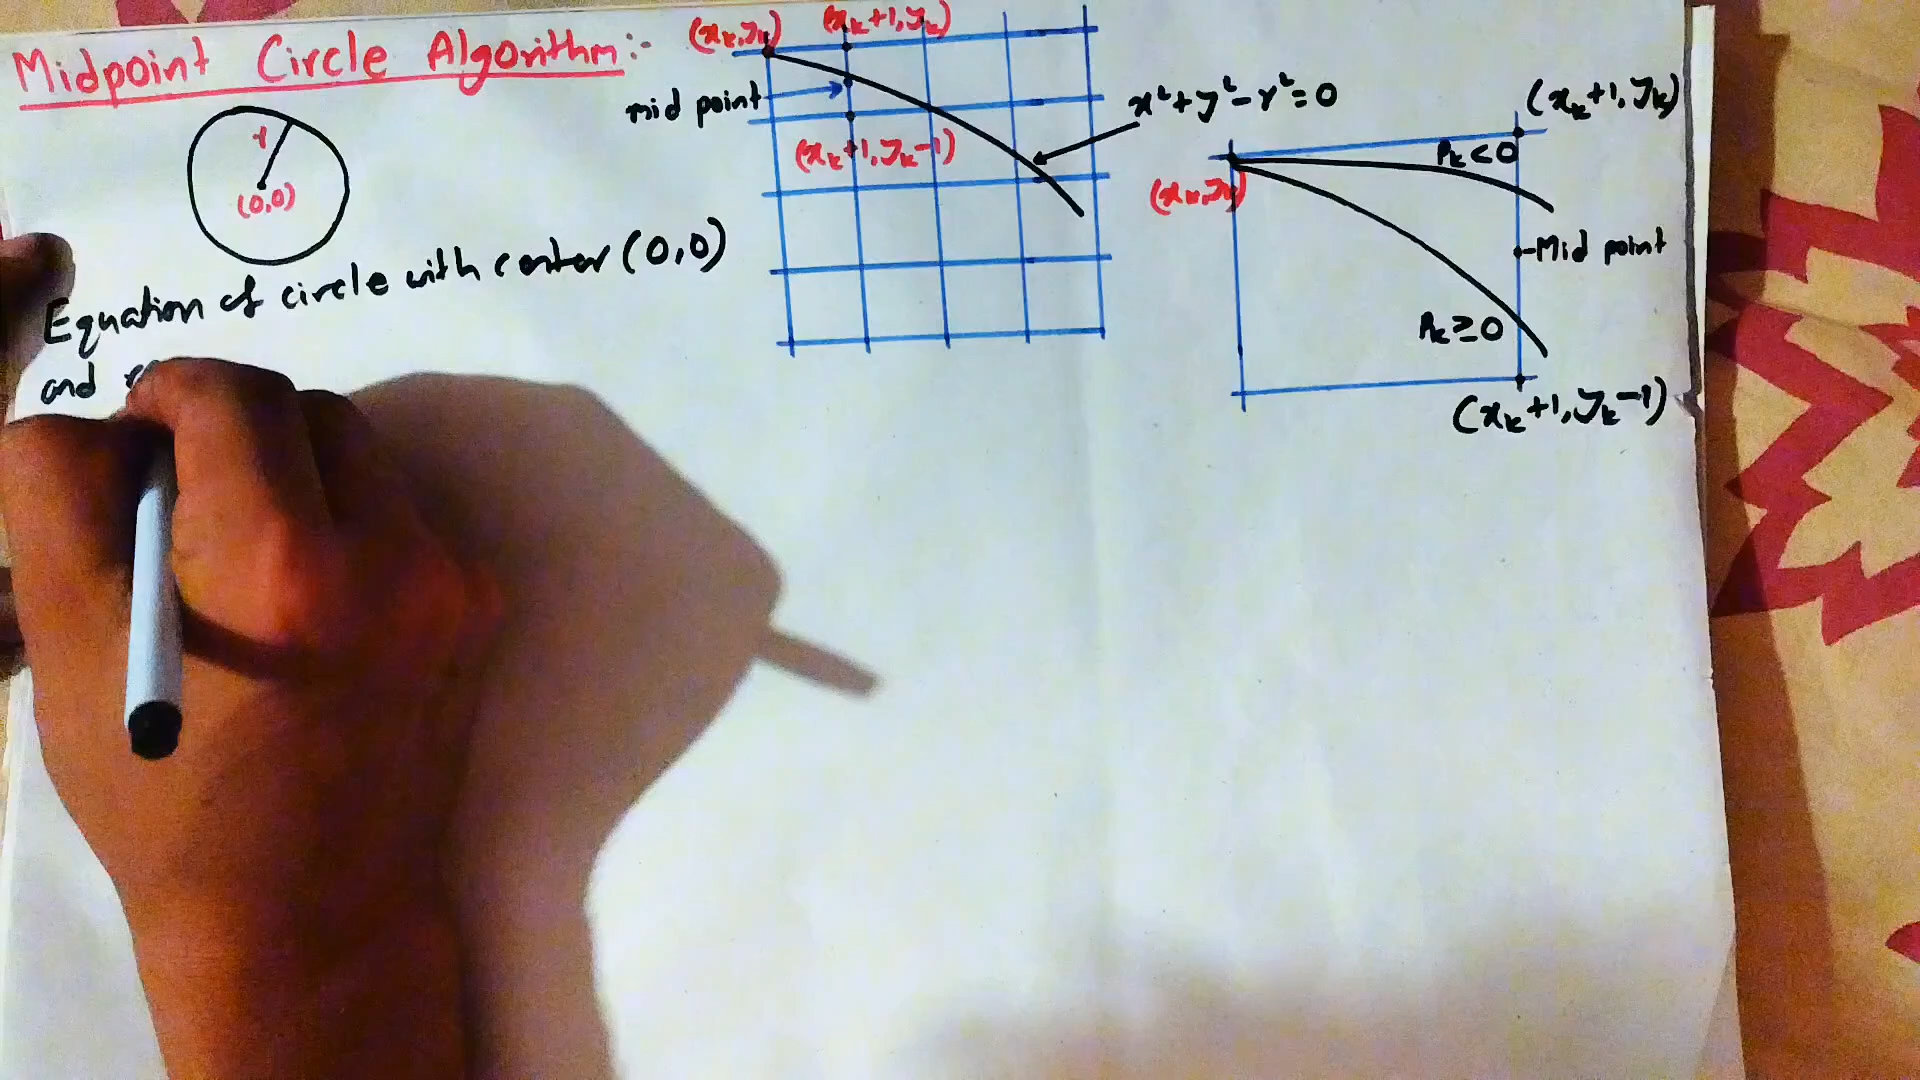 Midpoint Circle Algorithm:-
r
(0,0)
Equation of circle with center (0,0)
and
(xk,yk)
(xk+1,yk)
mid point
(xk+1,yk-1)
x²+y²-r²=0
(xk+1,yk)
Pk<0
(xk,yk)
Mid point
Pk≥0
(xk+1,yk-1)